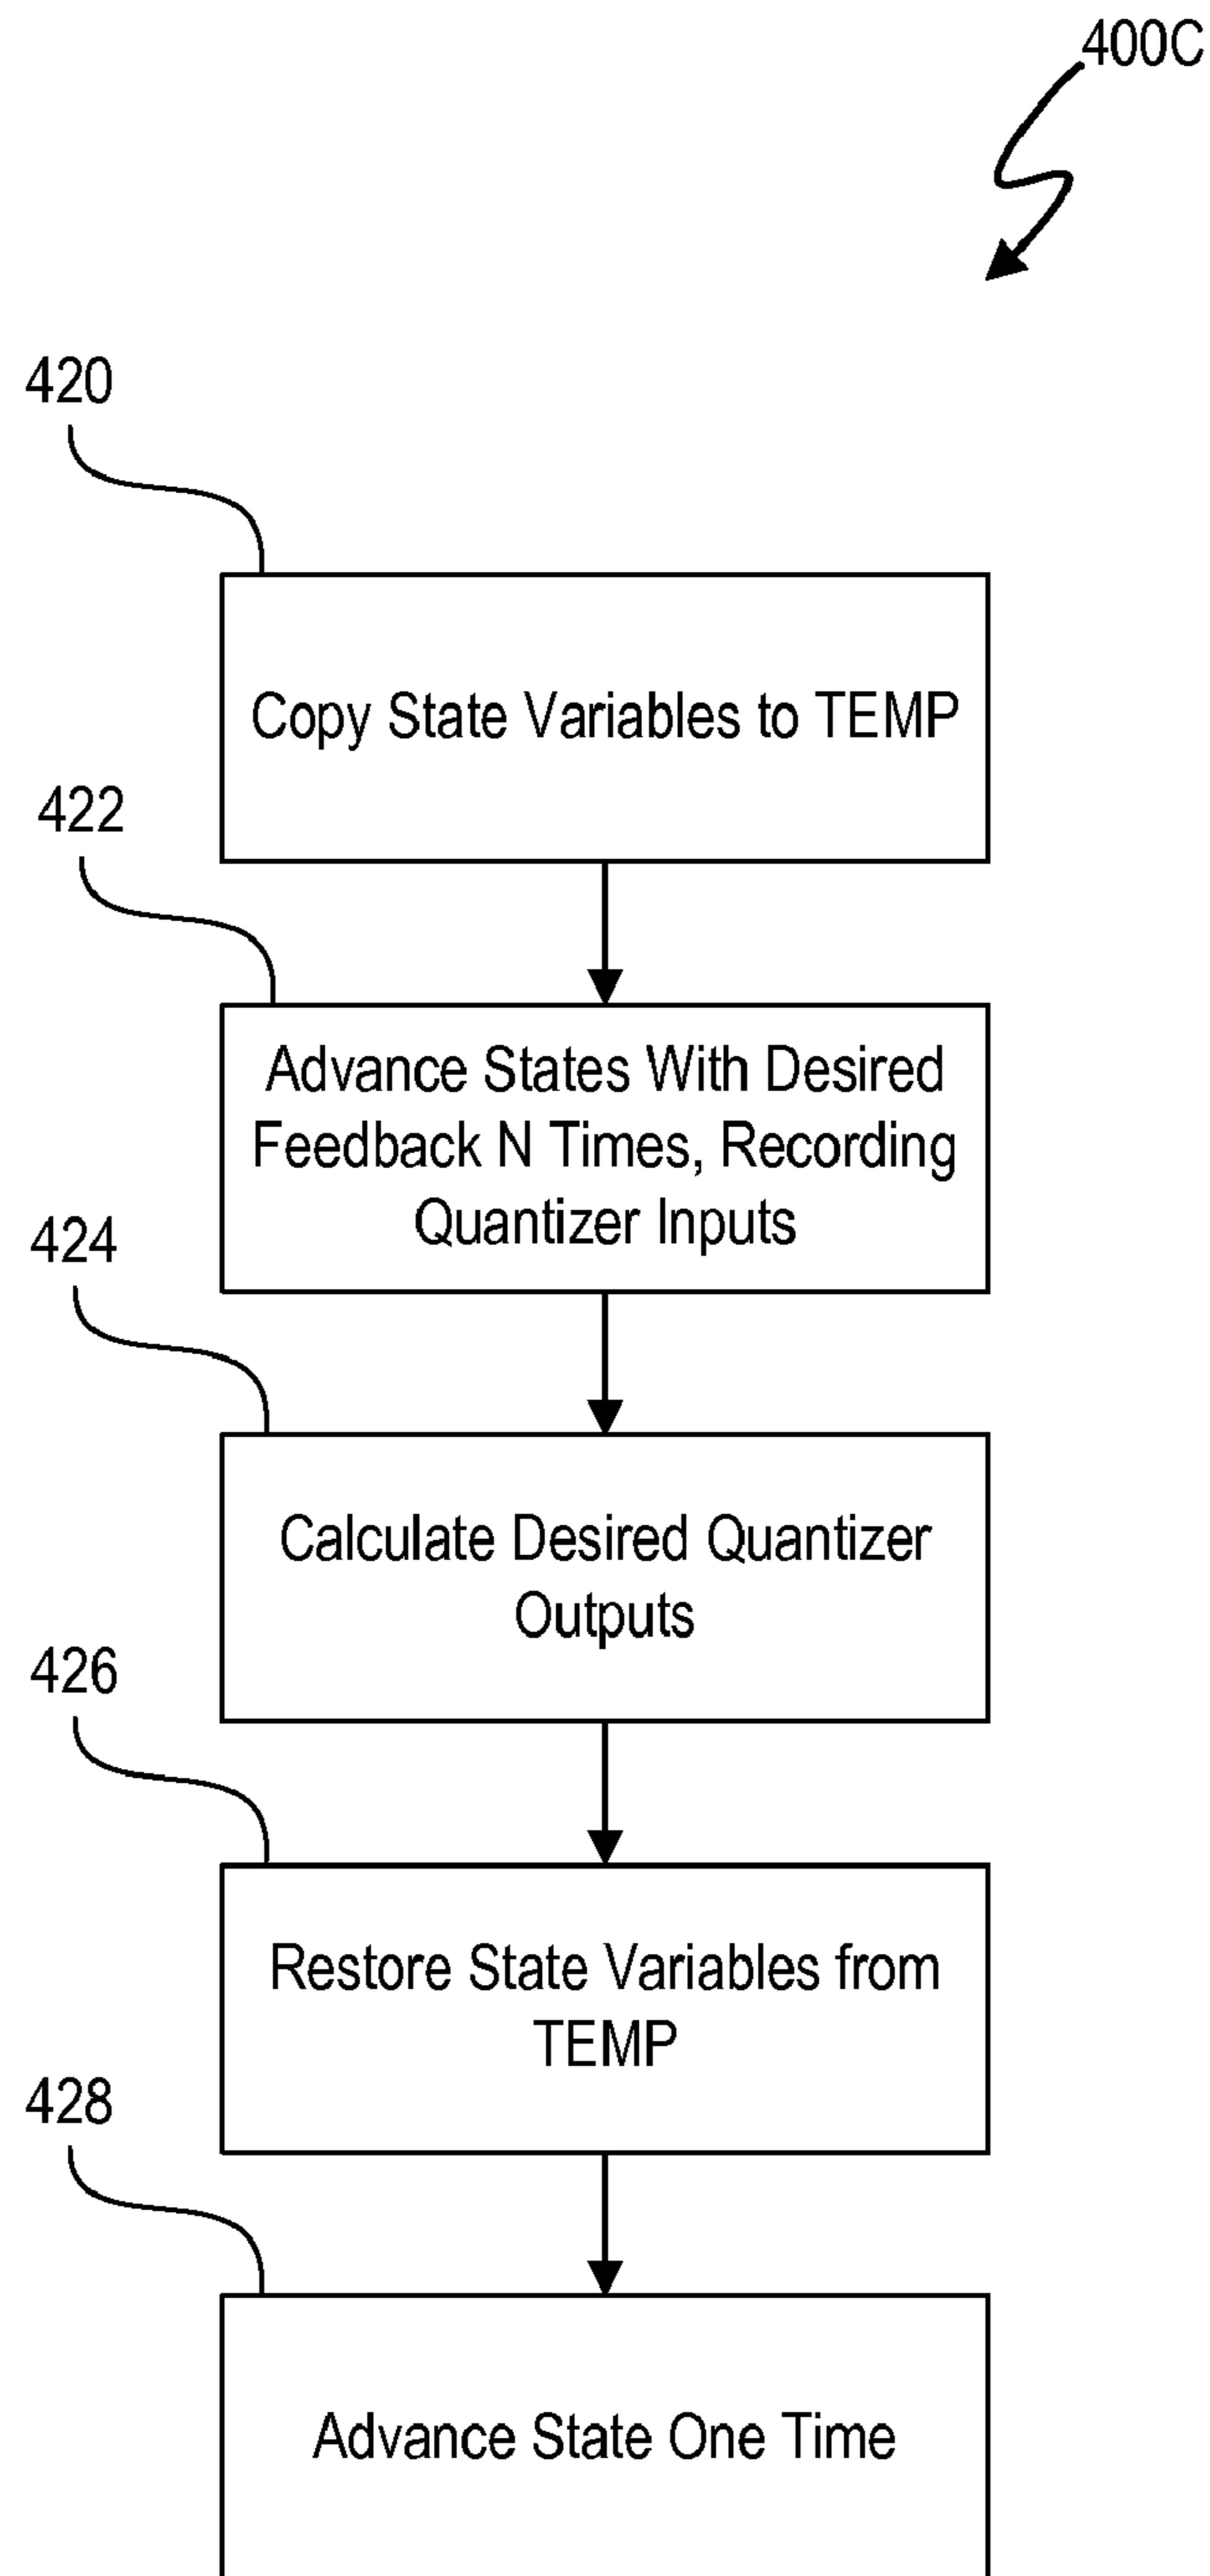 400C
420
Copy State Variables to TEMP
422
Advance States With Desired
Feedback N Times, Recording
Quantizer Inputs
424
Calculate Desired Quantizer
Outputs
426
Restore State Variables from
TEMP
428
Advance State One Time